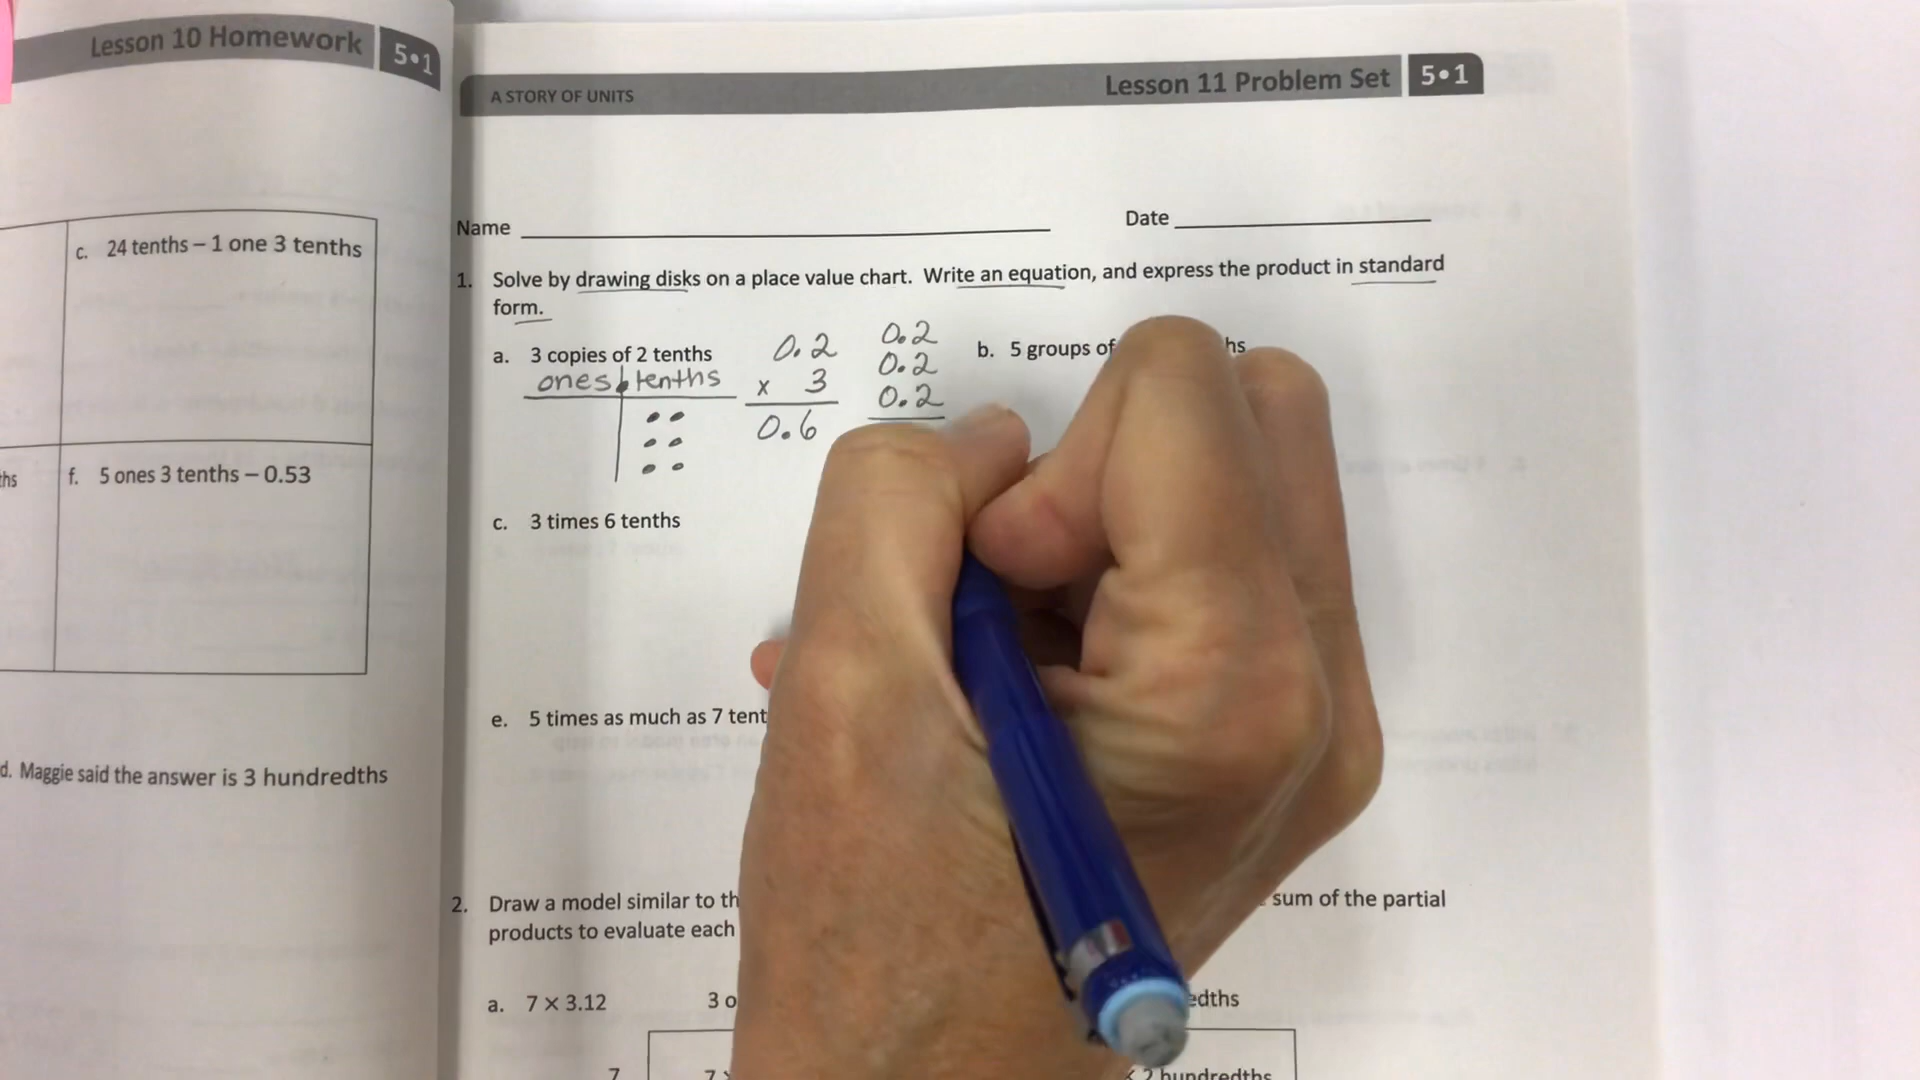 Lesson 10 Homework 5•1
c. 24 tenths – 1 one 3 tenths
f. 5 ones 3 tenths – 0.53
d. Maggie said the answer is 3 hundredths
A STORY OF UNITS
Lesson 11 Problem Set 5•1
Name
Date
1. Solve by drawing disks on a place value chart. Write an equation, and express the product in standard
form.
a. 3 copies of 2 tenths
ones . tenths
0.2
x 3
0.6
0.2
0.2
0.2
b. 5 groups of
c. 3 times 6 tenths
e. 5 times as much as 7 tent
2. Draw a model similar to th sum of the partial
products to evaluate each
a. 7 × 3.12 3 o edths
7 7 2 hundredths